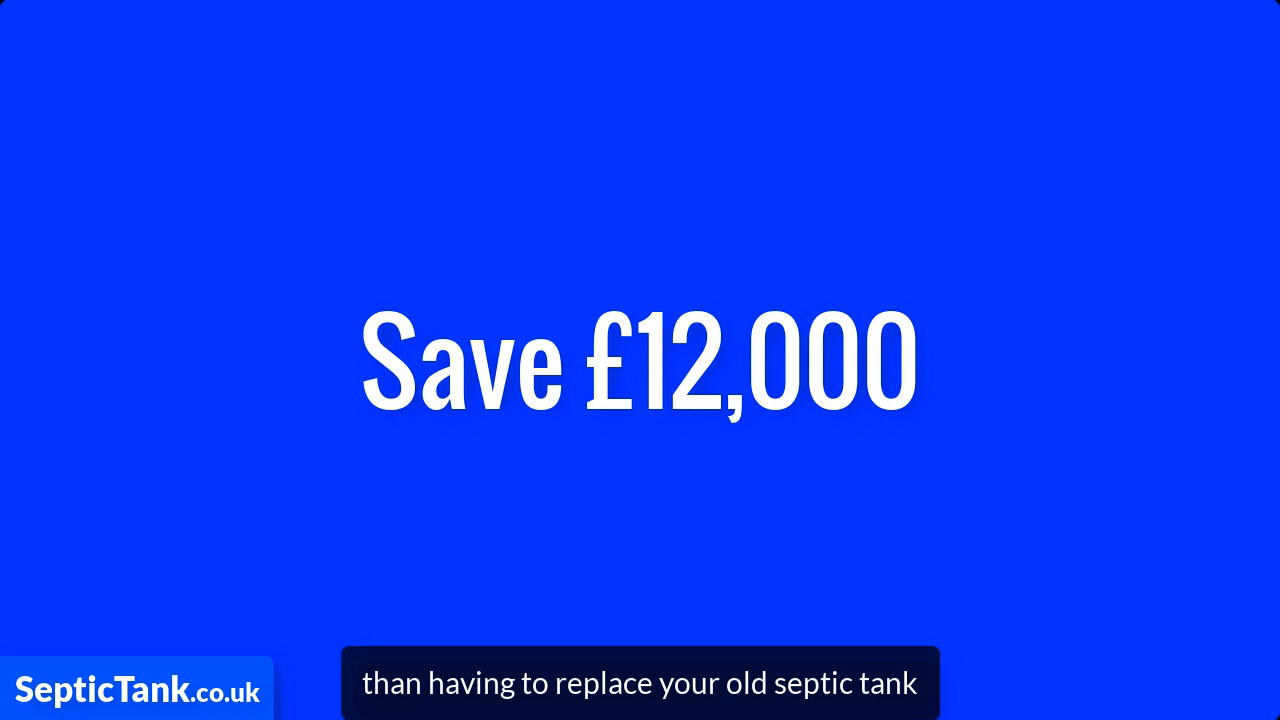 Save £12,000
than having to replace your old septic tank
SepticTank.co.uk